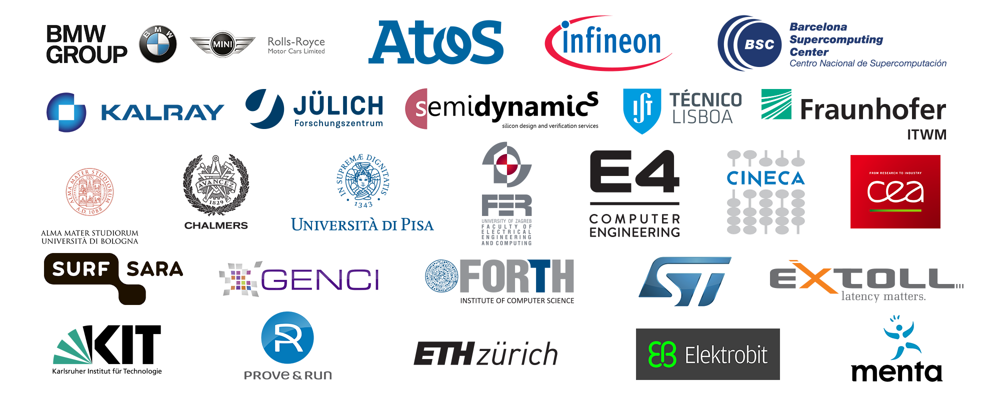 BMW
GROUP
BMW
MINI
Rolls-Royce
Motor Cars Limited
Atos
infineon
BSC
Barcelona
Supercomputing
Center
Centro Nacional de Supercomputación
KALRAY
JÜLICH
Forschungszentrum
semidynamics
silicon design and verification services
IST
TÉCNICO
LISBOA
Fraunhofer
ITWM
ALMA MATER STUDIORUM
A.D. 1088
ALMA MATER STUDIORUM
UNIVERSITÀ DI BOLOGNA
AVANCEZ
1829
CHALMERS
IN SUPREMÆ DIGNITATIS
· 1343 ·
UNIVERSITÀ DI PISA
FER
UNIVERSITY OF ZAGREB
FACULTY OF
ELECTRICAL
ENGINEERING
AND COMPUTING
E4
COMPUTER
ENGINEERING
CINECA
FROM RESEARCH TO INDUSTRY
cea
SURF SARA
GENCI
FORTH
INSTITUTE OF COMPUTER SCIENCE
ST
EXTOLL
latency matters.
KIT
Karlsruher Institut für Technologie
R
PROVE & RUN
ETH zürich
EB Elektrobit
menta